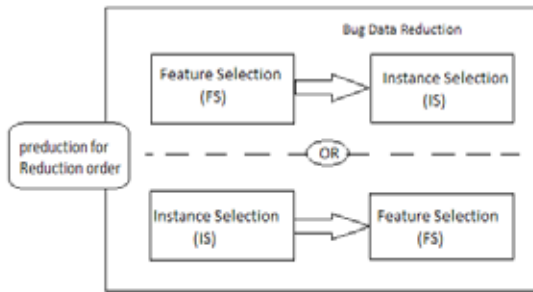 Bug Data Reduction
Feature Selection
(FS)
Instance Selection
(IS)
preduction for
Reduction order
OR
Instance Selection
(IS)
Feature Selection
(FS)